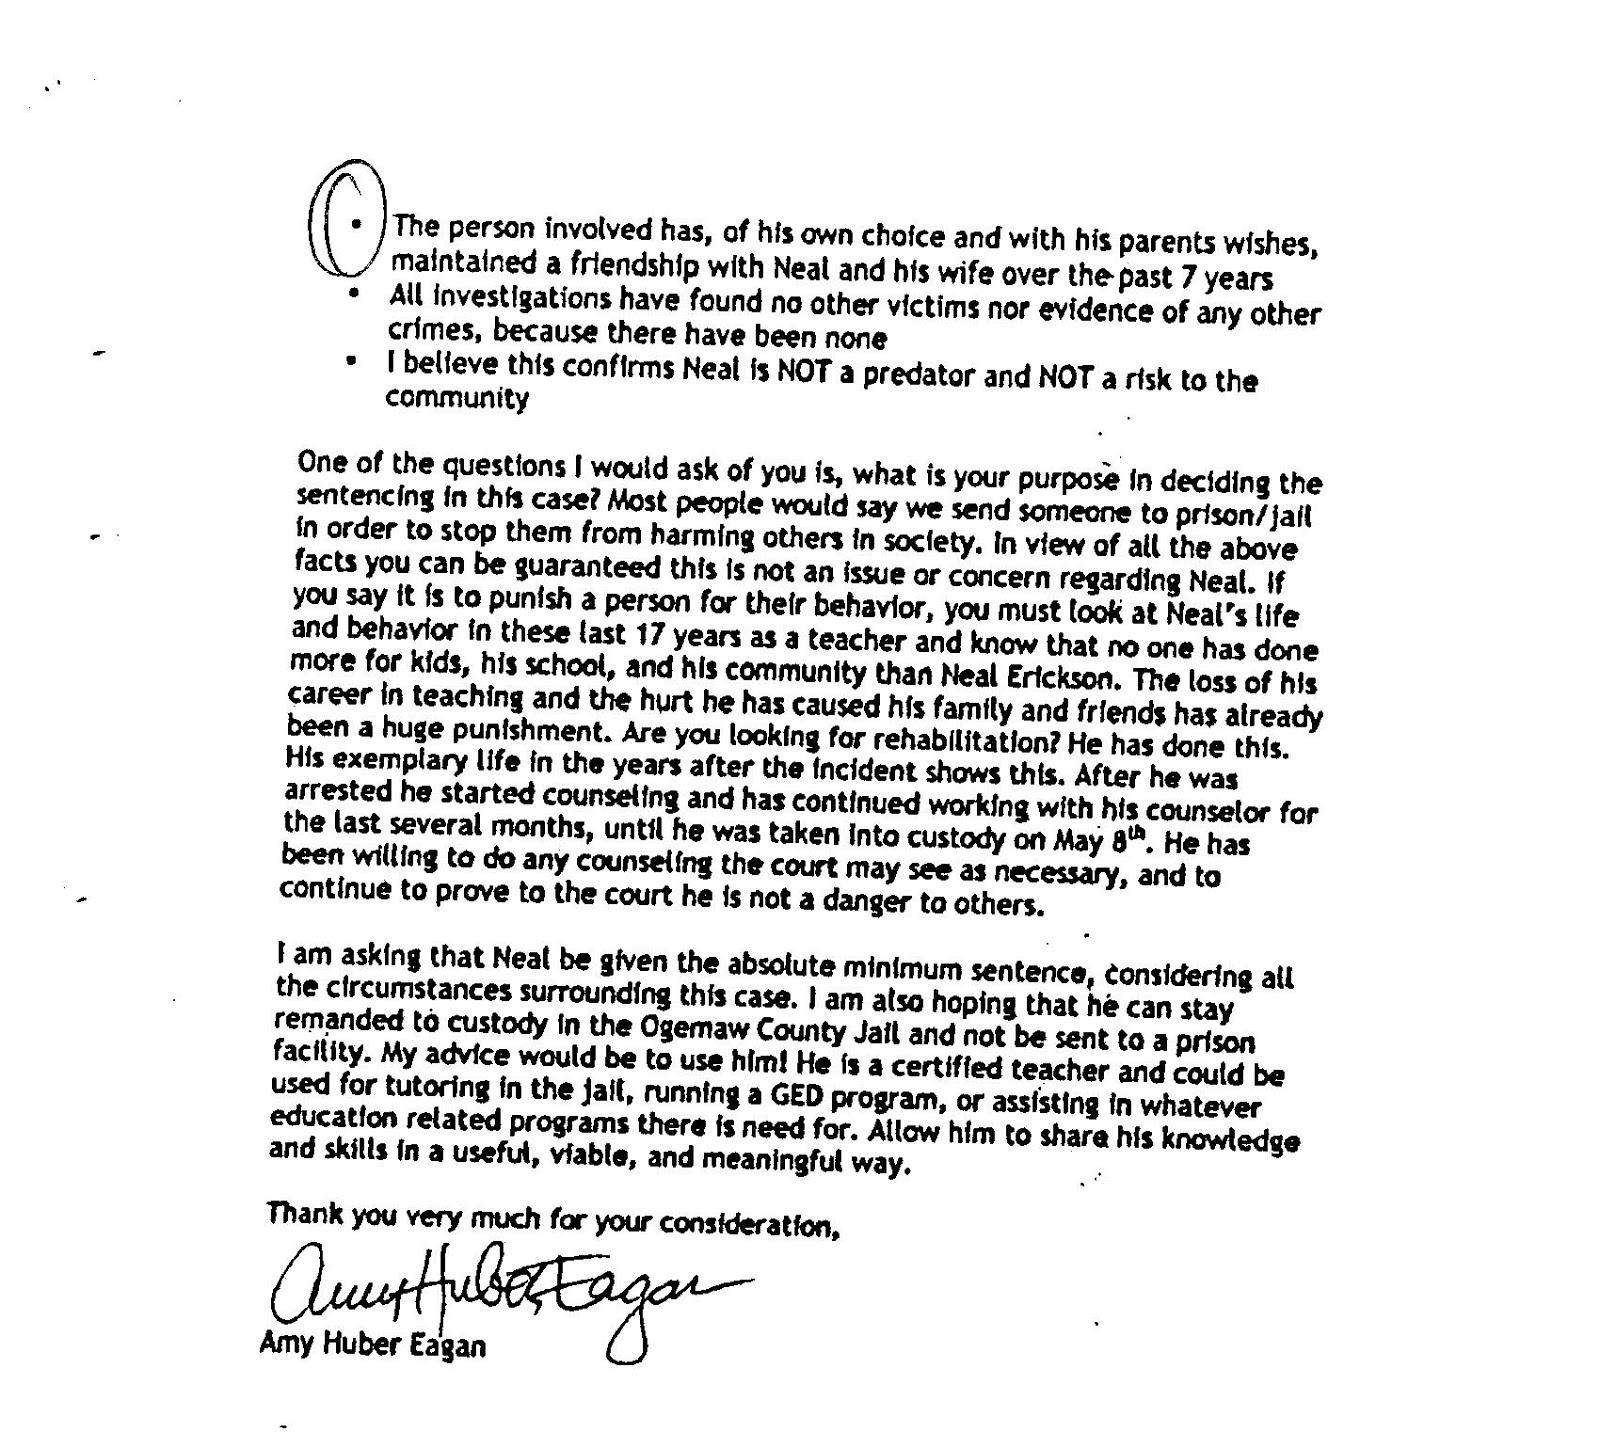 • The person involved has, of his own choice and with his parents wishes,
maintained a friendship with Neal and his wife over the past 7 years
• All investigations have found no other victims nor evidence of any other
crimes, because there have been none
• I believe this confirms Neal is NOT a predator and NOT a risk to the
community
One of the questions I would ask of you is, what is your purpose in deciding the
sentencing in this case? Most people would say we send someone to prison/jail
in order to stop them from harming others in society. In view of all the above
facts you can be guaranteed this is not an issue or concern regarding Neal. If
you say it is to punish a person for their behavior, you must look at Neal's life
and behavior in these last 17 years as a teacher and know that no one has done
more for kids, his school, and his community than Neal Erickson. The loss of his
career in teaching and the hurt he has caused his family and friends has already
been a huge punishment. Are you looking for rehabilitation? He has done this.
His exemplary life in the years after the incident shows this. After he was
arrested he started counseling and has continued working with his counselor for
the last several months, until he was taken into custody on May 8th. He has
been willing to do any counseling the court may see as necessary, and to
continue to prove to the court he is not a danger to others.
I am asking that Neal be given the absolute minimum sentence, considering all
the circumstances surrounding this case. I am also hoping that he can stay
remanded to custody in the Ogemaw County Jail and not be sent to a prison
facility. My advice would be to use him! He is a certified teacher and could be
used for tutoring in the jail, running a GED program, or assisting in whatever
education related programs there is need for. Allow him to share his knowledge
and skills in a useful, viable, and meaningful way.
Thank you very much for your consideration,
Amy Huber Eagan
Amy Huber Eagan